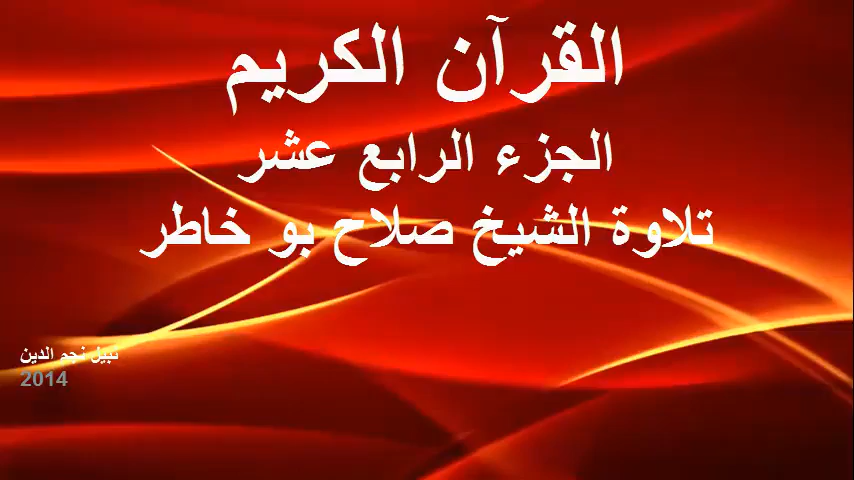 القرآن الكريم
الجزء الرابع عشر
تلاوة الشيخ صلاح بو خاطر
نبيل نجم الدين
2014